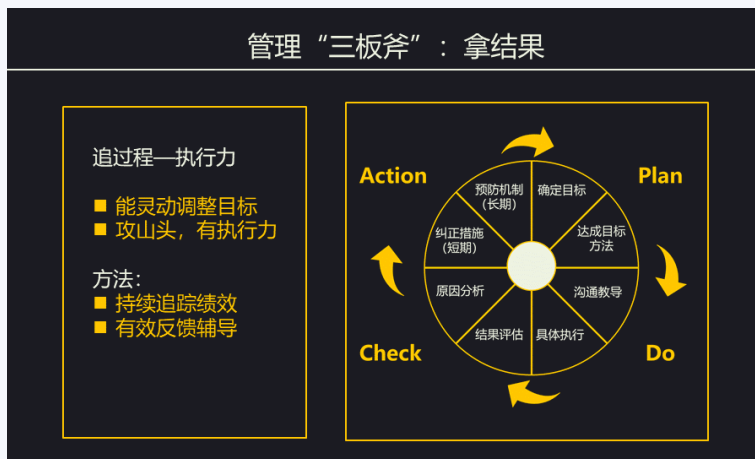 管理“三板斧”：拿结果
追过程—执行力
■ 能灵动调整目标
■ 攻山头，有执行力
方法：
■ 持续追踪绩效
■ 有效反馈辅导
Action
Plan
预防机制
（长期）
确定目标
纠正措施
（短期）
达成目标
方法
原因分析
沟通教导
结果评估
具体执行
Check
Do